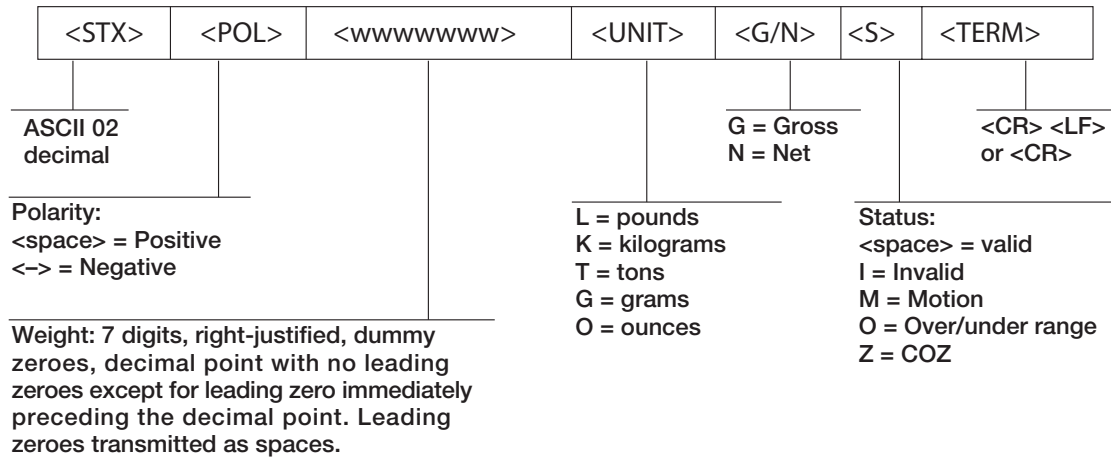 <STX> <POL> <wwwwwww> <UNIT> <G/N> <S> <TERM>
ASCII 02
decimal
G = Gross
N = Net
<CR> <LF>
or <CR>
Polarity:
<space> = Positive
<–> = Negative
L = pounds
K = kilograms
T = tons
G = grams
O = ounces
Status:
<space> = valid
I = Invalid
M = Motion
O = Over/under range
Z = COZ
Weight: 7 digits, right-justified, dummy
zeroes, decimal point with no leading
zeroes except for leading zero immediately
preceding the decimal point. Leading
zeroes transmitted as spaces.